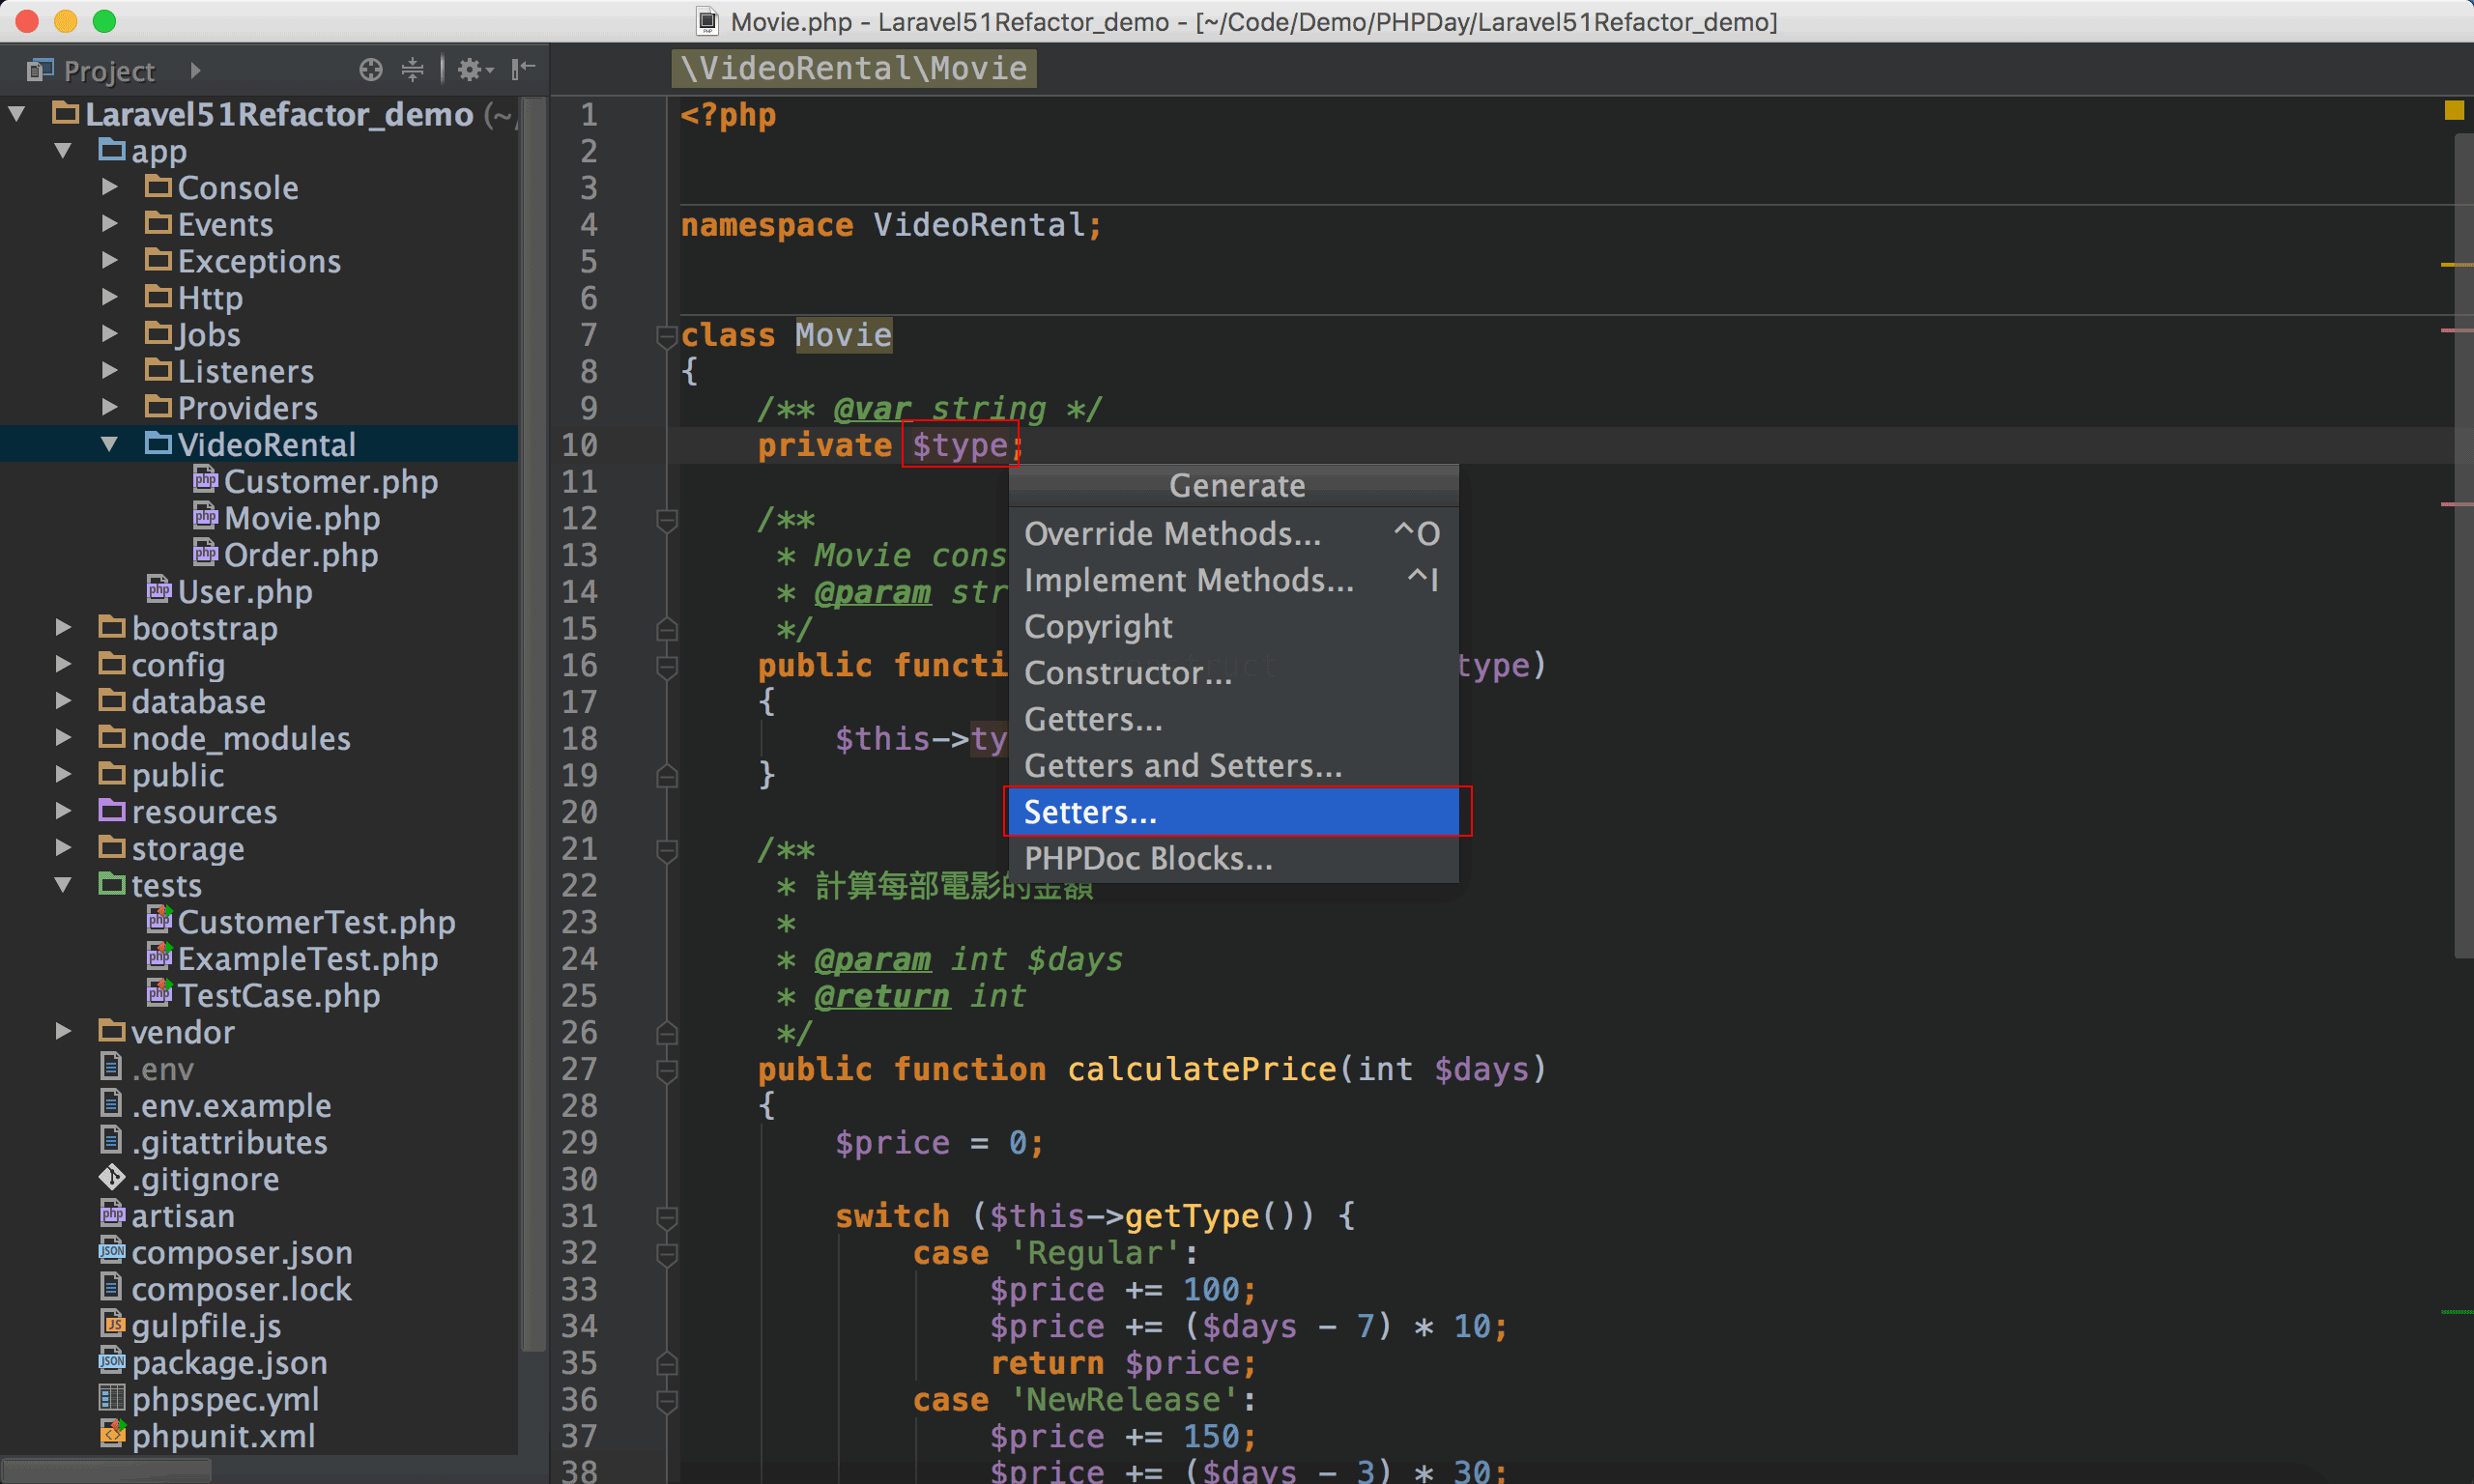 Movie.php - Laravel51Refactor_demo - [~/Code/Demo/PHPDay/Laravel51Refactor_demo]
Project
Laravel51Refactor_demo (~/
app
Console
Events
Exceptions
Http
Jobs
Listeners
Providers
VideoRental
Customer.php
Movie.php
Order.php
User.php
bootstrap
config
database
node_modules
public
resources
storage
tests
CustomerTest.php
ExampleTest.php
TestCase.php
vendor
.env
.env.example
.gitattributes
.gitignore
artisan
composer.json
composer.lock
gulpfile.js
package.json
phpspec.yml
phpunit.xml
\VideoRental\Movie
1 <?php
2
3
4 namespace VideoRental;
5
6
7 class Movie
8 {
9 /** @var string */
10 private $type;
11
12 /**
13 * Movie cons
14 * @param str
15 */
16 public functi type)
17 {
18 $this->ty
19 }
20
21 /**
22 * 計算每部電影的金額
23 *
24 * @param int $days
25 * @return int
26 */
27 public function calculatePrice(int $days)
28 {
29 $price = 0;
30
31 switch ($this->getType()) {
32 case 'Regular':
33 $price += 100;
34 $price += ($days - 7) * 10;
35 return $price;
36 case 'NewRelease':
37 $price += 150;
38 $price += ($days - 3) * 30;
Generate
Override Methods... ^O
Implement Methods... ^I
Copyright
Constructor...
Getters...
Getters and Setters...
Setters...
PHPDoc Blocks...